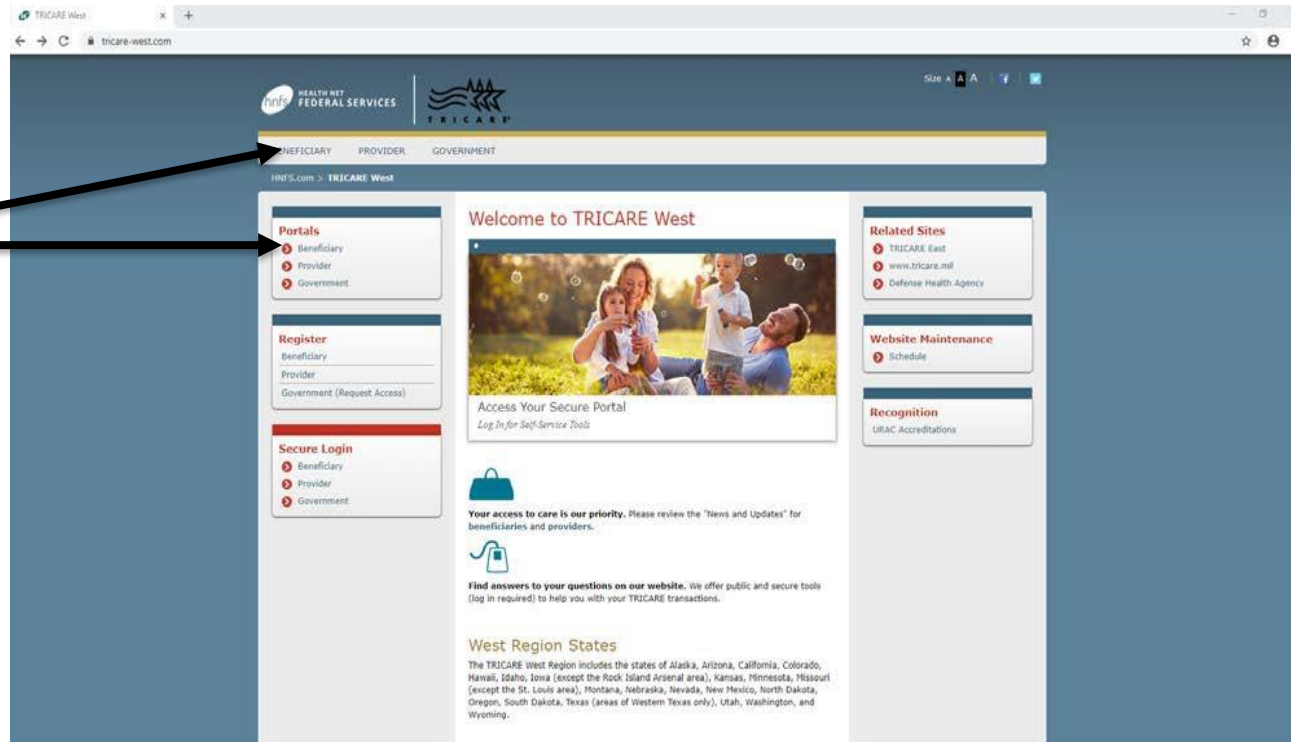 TRICARE West
tricare-west.com
Size A A A
hnfs HEALTH NET
FEDERAL SERVICES
TRICARE
PROVIDER GOVERNMENT
HNFS.com > TRICARE West
Portals
Beneficiary
Provider
Government
Register
Beneficiary
Provider
Government (Request Access)
Secure Login
Beneficiary
Provider
Government
Welcome to TRICARE West
Access Your Secure Portal
Log In for Self-Service Tools
Your access to care is our priority. Please review the "News and Updates" for
beneficiaries and providers.
Find answers to your questions on our website. We offer public and secure tools
(log in required) to help you with your TRICARE transactions.
West Region States
The TRICARE West Region includes the states of Alaska, Arizona, California, Colorado,
Hawaii, Idaho, Iowa (except the Rock Island Arsenal area), Kansas, Minnesota, Missouri
(except the St. Louis area), Montana, Nebraska, Nevada, New Mexico, North Dakota,
Oregon, South Dakota, Texas (areas of Western Texas only), Utah, Washington, and
Wyoming.
Related Sites
TRICARE East
www.tricare.mil
Defense Health Agency
Website Maintenance
Schedule
Recognition
URAC Accreditations